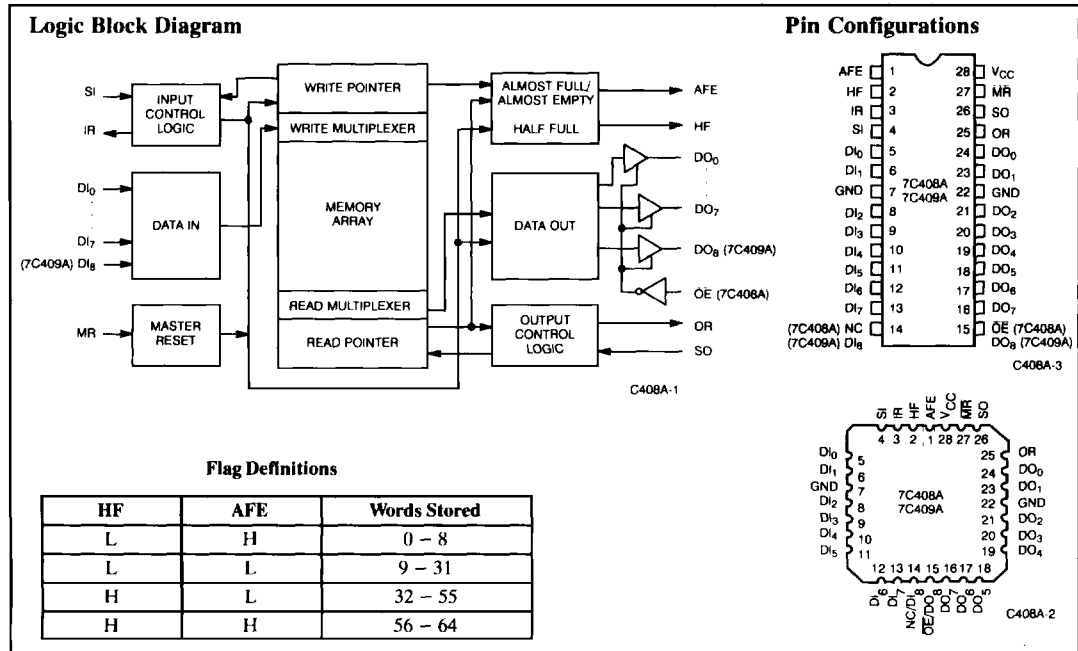 Logic Block Diagram
SI
IR
INPUT
CONTROL
LOGIC
WRITE POINTER
WRITE MULTIPLEXER
MEMORY
ARRAY
READ MULTIPLEXER
READ POINTER
ALMOST FULL/
ALMOST EMPTY
HALF FULL
AFE
HF
DI0
DI7
(7C409A) DI8
DATA IN
DATA OUT
DO0
DO7
DO8 (7C409A)
OE (7C408A)
MR
MASTER
RESET
OUTPUT
CONTROL
LOGIC
OR
SO
C408A-1
Flag Definitions
HF AFE Words Stored
L H 0 – 8
L L 9 – 31
H L 32 – 55
H H 56 – 64
Pin Configurations
AFE 1 28 VCC
HF 2 27 M̅R̅
IR 3 26 SO
SI 4 25 OR
DI0 5 24 DO0
DI1 6 23 DO1
GND 7 22 GND
DI2 8 21 DO2
DI3 9 20 DO3
DI4 10 19 DO4
DI5 11 18 DO5
DI6 12 17 DO6
DI7 13 16 DO7
(7C408A) NC 14 15 O̅E̅ (7C408A)
(7C409A) DI8 DO8 (7C409A)
7C408A
7C409A
C408A-3
SI IR HF AFE VCC M̅R̅ SO
4 3 2 1 28 27 26
DI0 5 25 OR
DI1 6 24 DO0
GND 7 23 DO1
DI2 8 22 GND
DI3 9 21 DO2
DI4 10 20 DO3
DI5 11 19 DO4
7C408A
7C409A
12 13 14 15 16 17 18
DI6 DI7 NC/DI8 O̅E̅/DO8 DO7 DO6 DO5
C408A-2